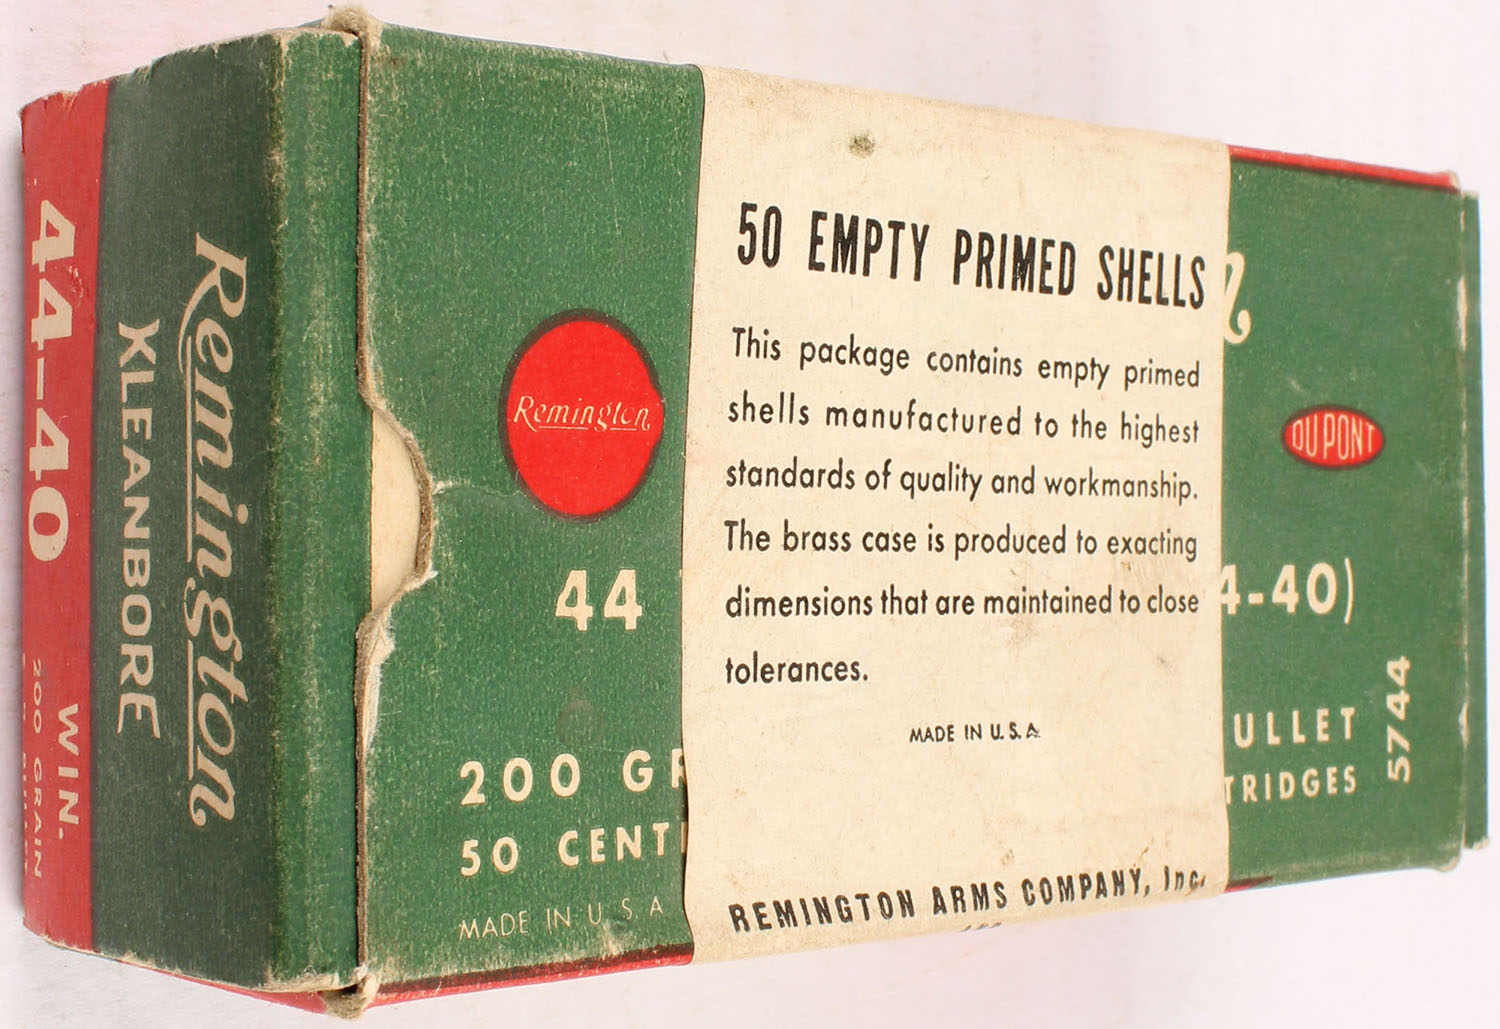 44-40
WIN.
200 GRAIN
Remington
KLEANBORE
Remington
44
200 GR
50 CENT
MADE IN U.S.A
50 EMPTY PRIMED SHELLS
This package contains empty primed
shells manufactured to the highest
standards of quality and workmanship.
The brass case is produced to exacting
dimensions that are maintained to close
tolerances.
MADE IN U.S.A.
REMINGTON ARMS COMPANY, Inc.
DU PONT
4-40)
ULLET
TRIDGES
5744